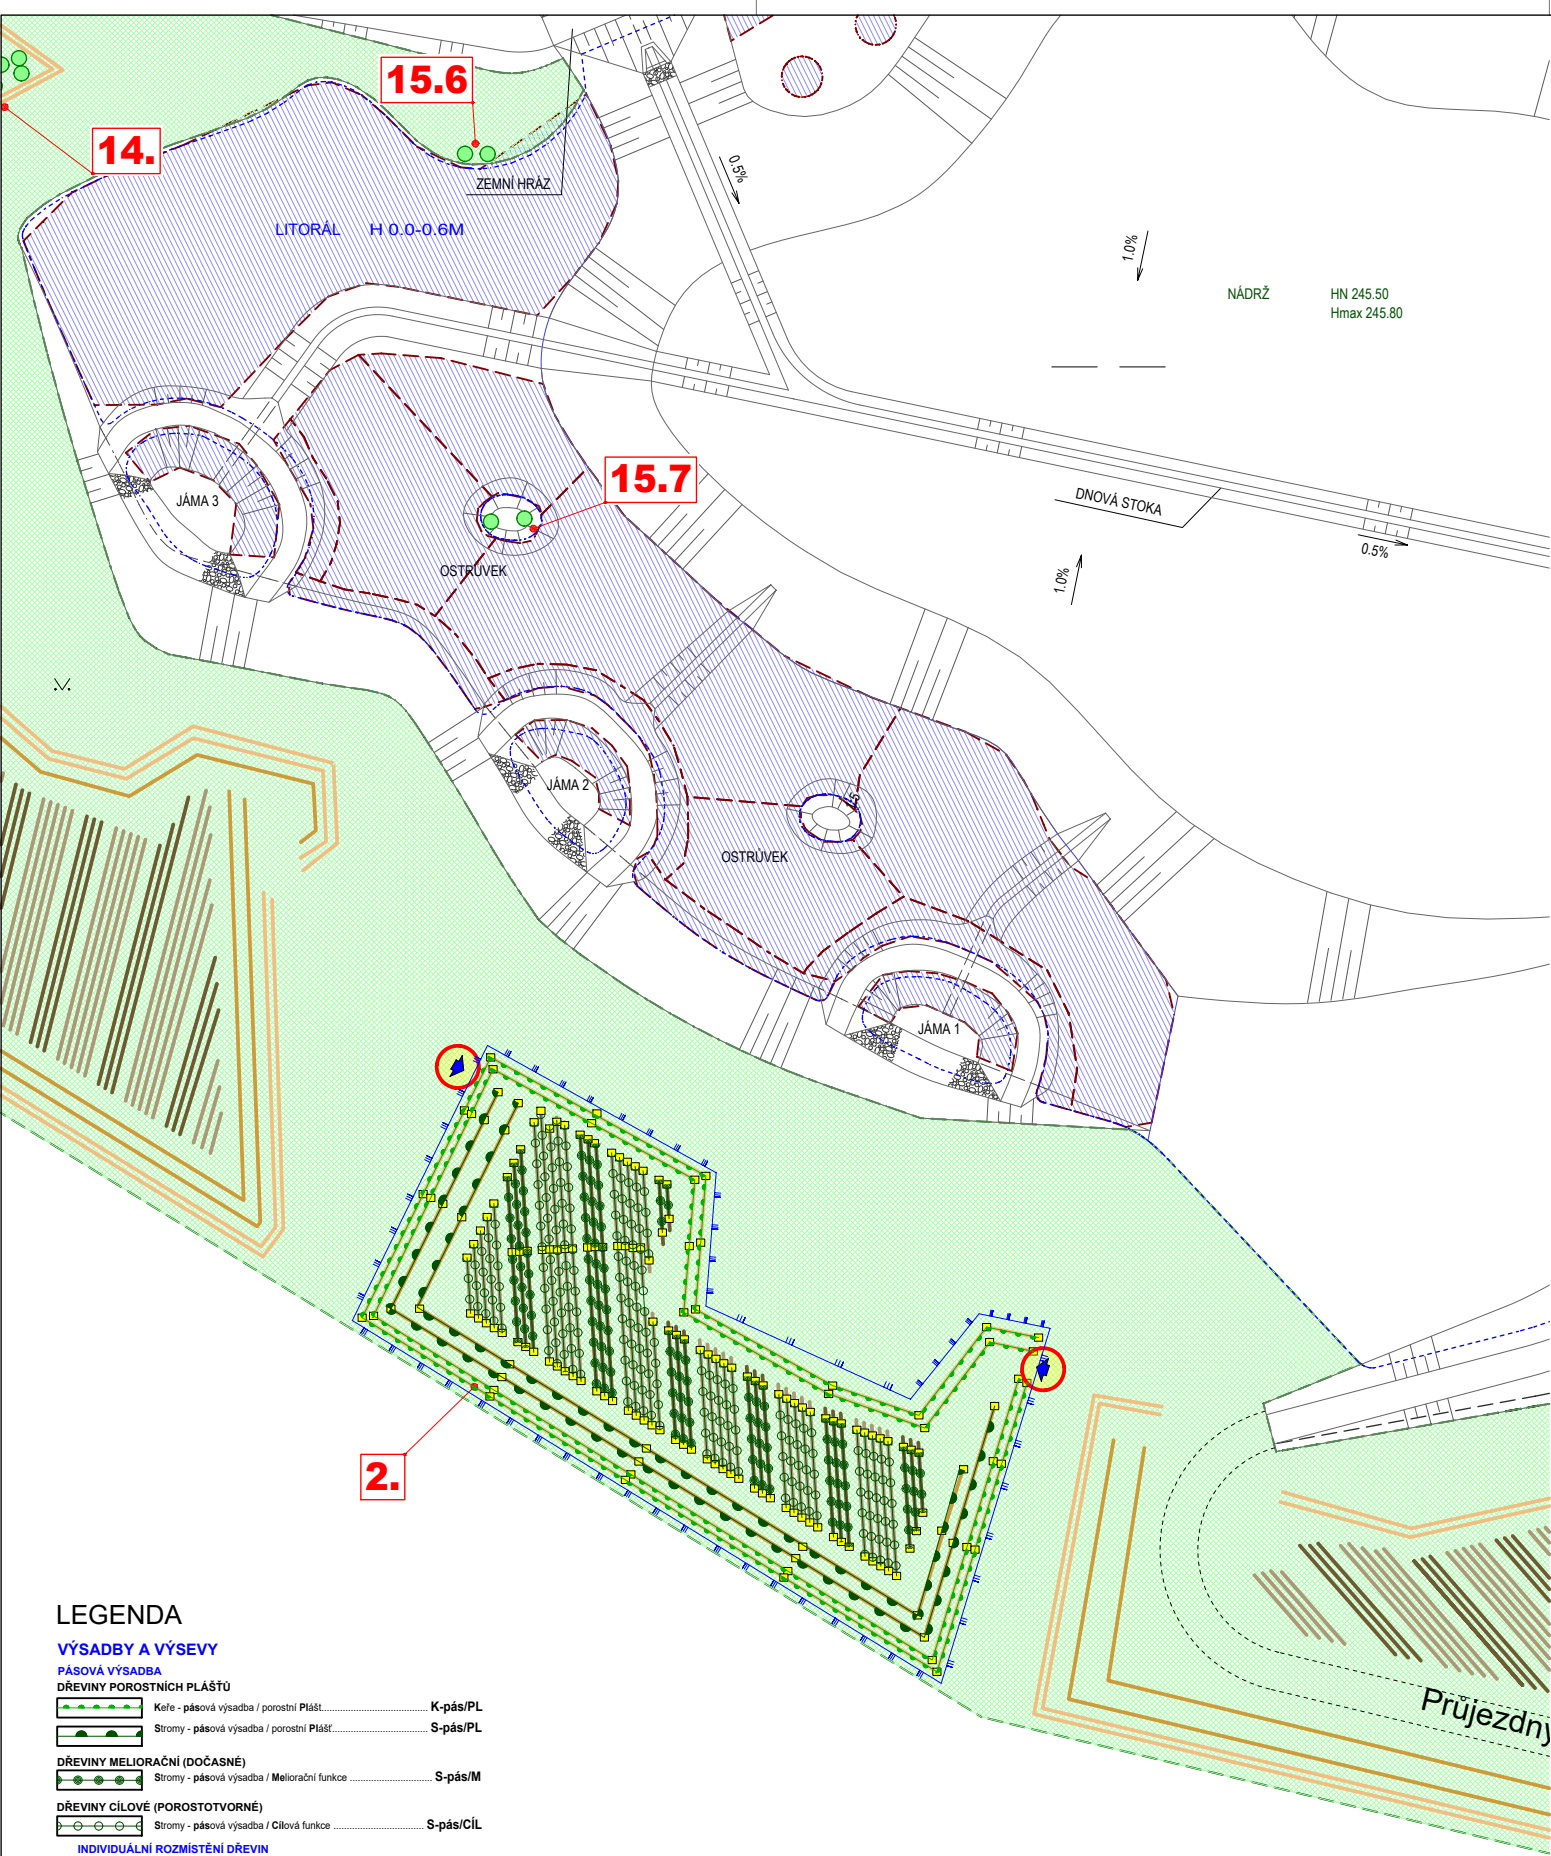 15.6
14.
ZEMNÍ HRÁZ
0.5%
LITORÁL H 0.0-0.6M
1.0%
NÁDRŽ HN 245.50
Hmax 245.80
15.7
JÁMA 3
DNOVÁ STOKA
0.5%
OSTRŮVEK
1.0%
JÁMA 2
OSTRŮVEK
JÁMA 1
2.
Průjezdný
LEGENDA
VÝSADBY A VÝSEVY
PÁSOVÁ VÝSADBA
DŘEVINY POROSTNÍCH PLÁŠTŮ
Keře - pásová výsadba / porostní Plášt K-pás/PL
Stromy - pásová výsadba / porostní Plášť S-pás/PL
DŘEVINY MELIORAČNÍ (DOČASNÉ)
Stromy - pásová výsadba / Meliorační funkce S-pás/M
DŘEVINY CÍLOVÉ (POROSTOTVORNÉ)
Stromy - pásová výsadba / Cílová funkce S-pás/CÍL
INDIVIDUÁLNÍ ROZMÍSTĚNÍ DŘEVIN